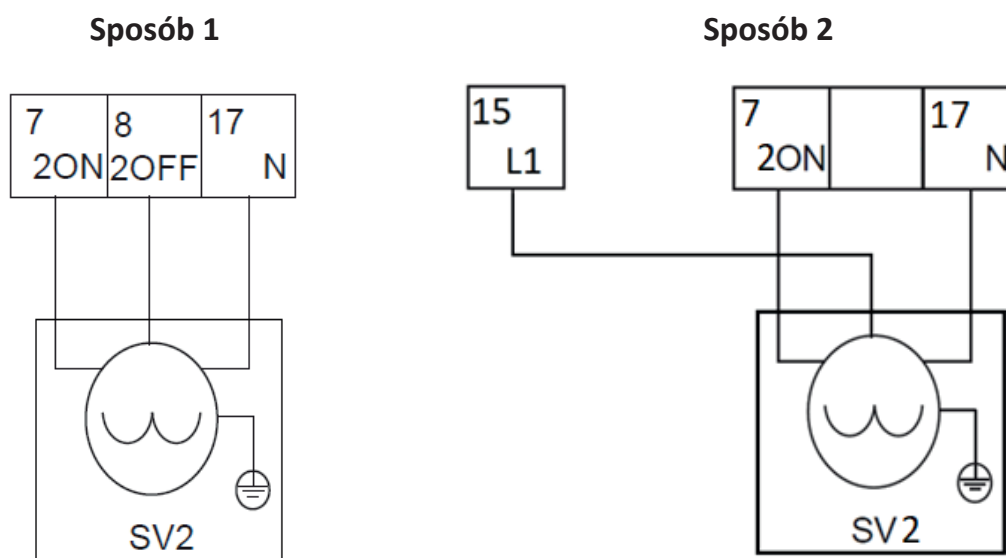 Sposób 1
7 8 17
2ON 2OFF N
SV2
Sposób 2
15
L1
7 17
2ON N
SV2